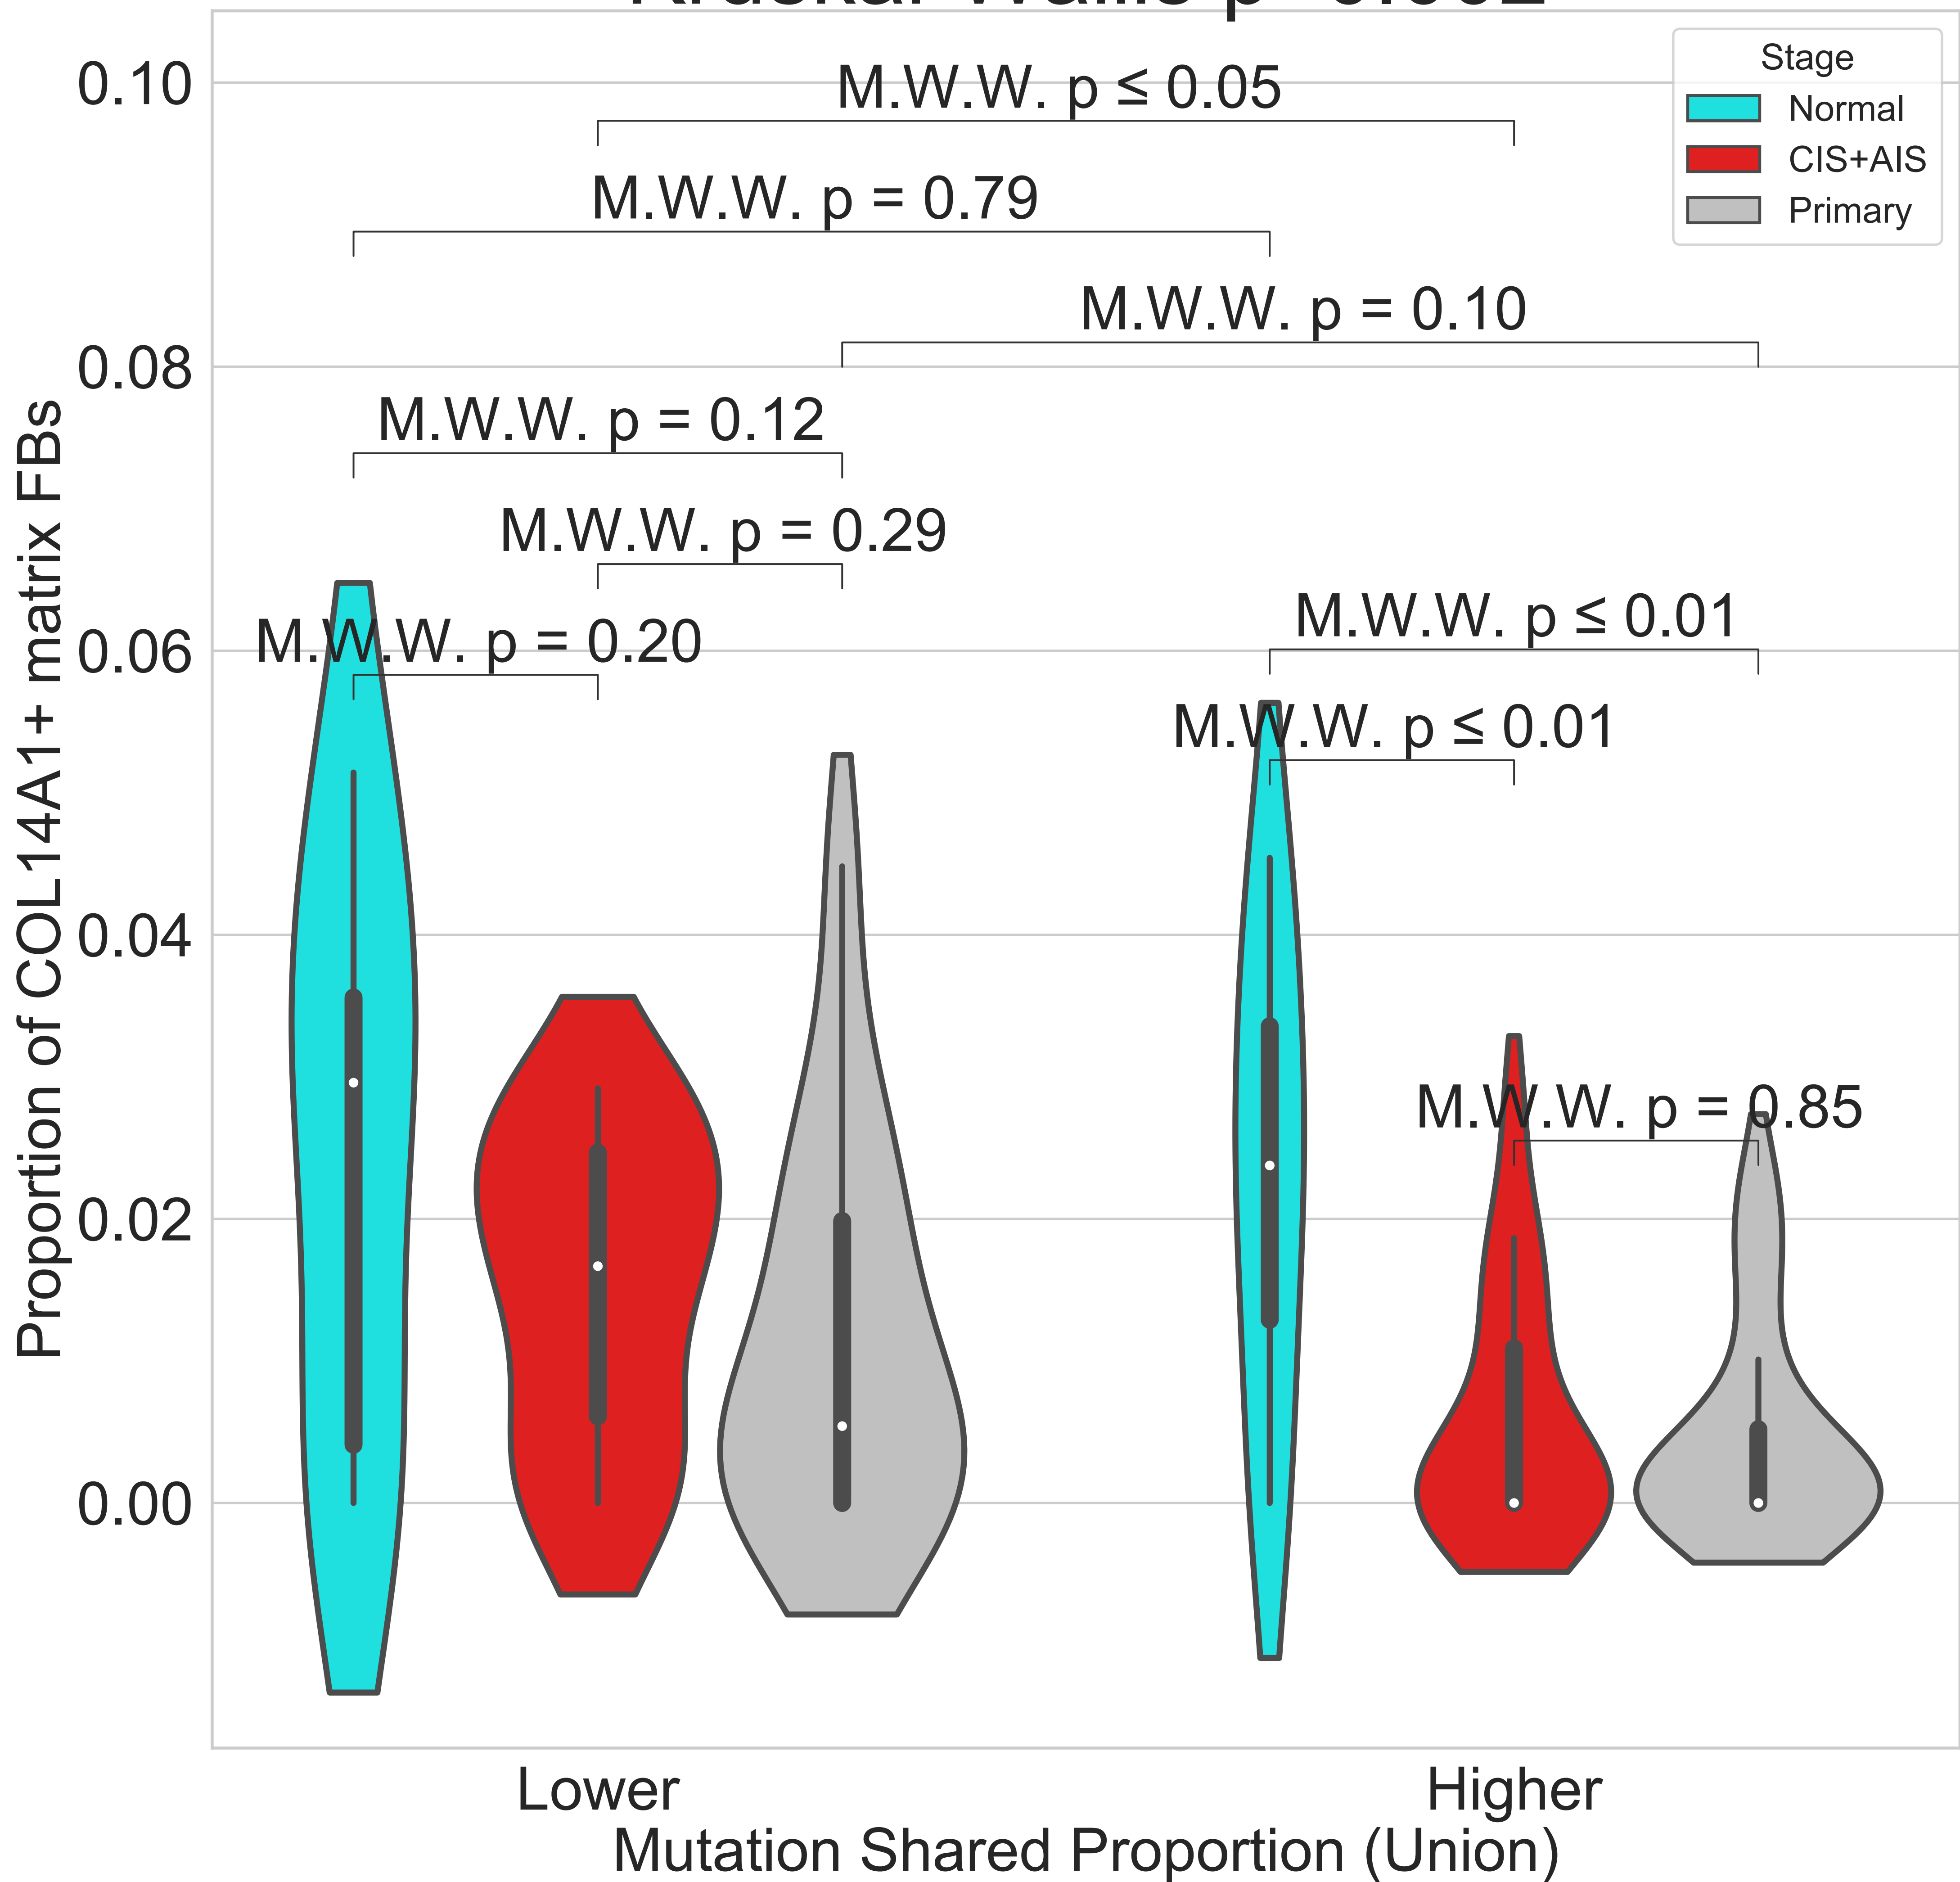 0.10
0.08
0.06
0.04
0.02
0.00
Proportion of COL14A1+ matrix FBs
M.W.W. p ≤ 0.05
M.W.W. p = 0.79
M.W.W. p = 0.10
M.W.W. p = 0.12
M.W.W. p = 0.29
M.W.W. p = 0.20
M.W.W. p ≤ 0.01
M.W.W. p ≤ 0.01
M.W.W. p = 0.85
Stage
Normal
CIS+AIS
Primary
Lower
Higher
Mutation Shared Proportion (Union)